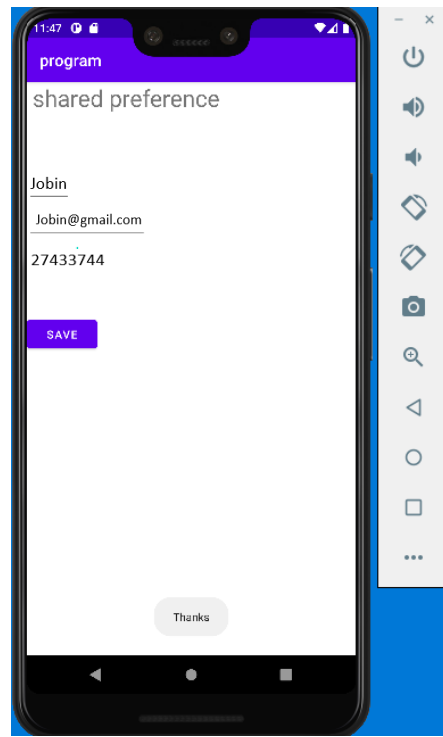 11:47
program
shared preference
Jobin
Jobin@gmail.com
27433744
SAVE
Thanks